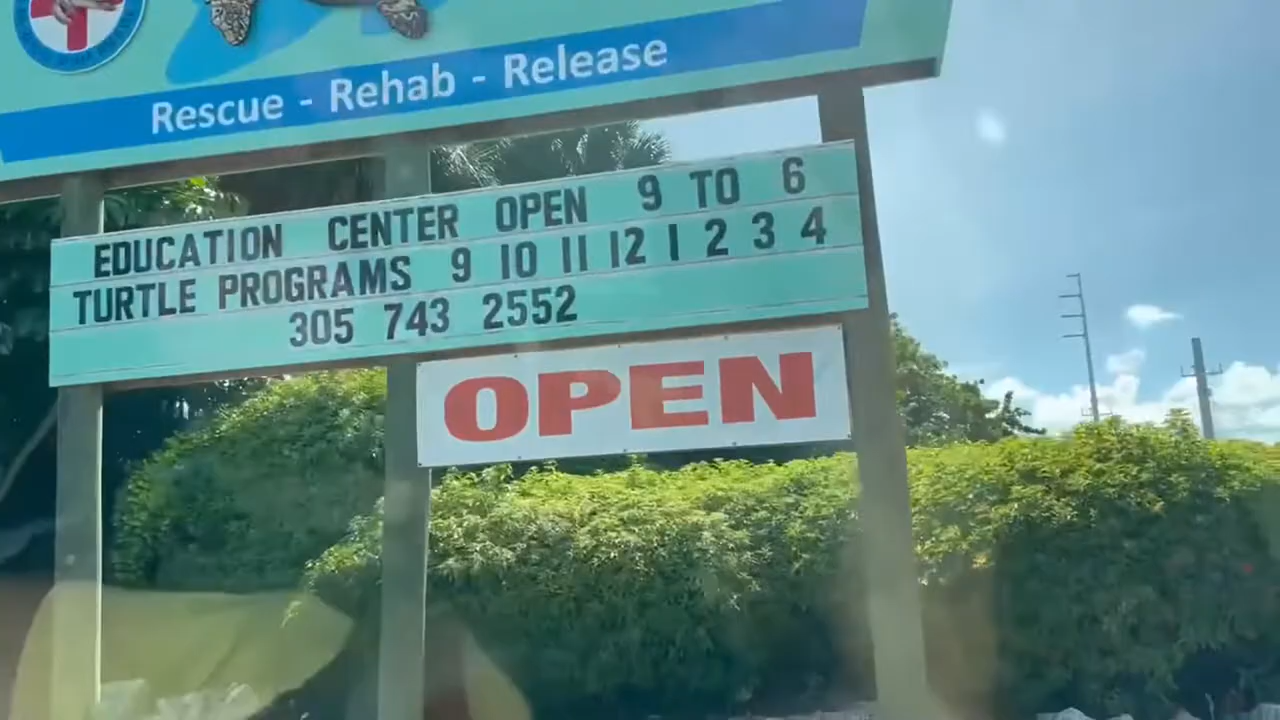 Rescue - Rehab - Release
EDUCATION CENTER OPEN 9 TO 6
TURTLE PROGRAMS 9 10 11 12 1 2 3 4
305 743 2552
OPEN